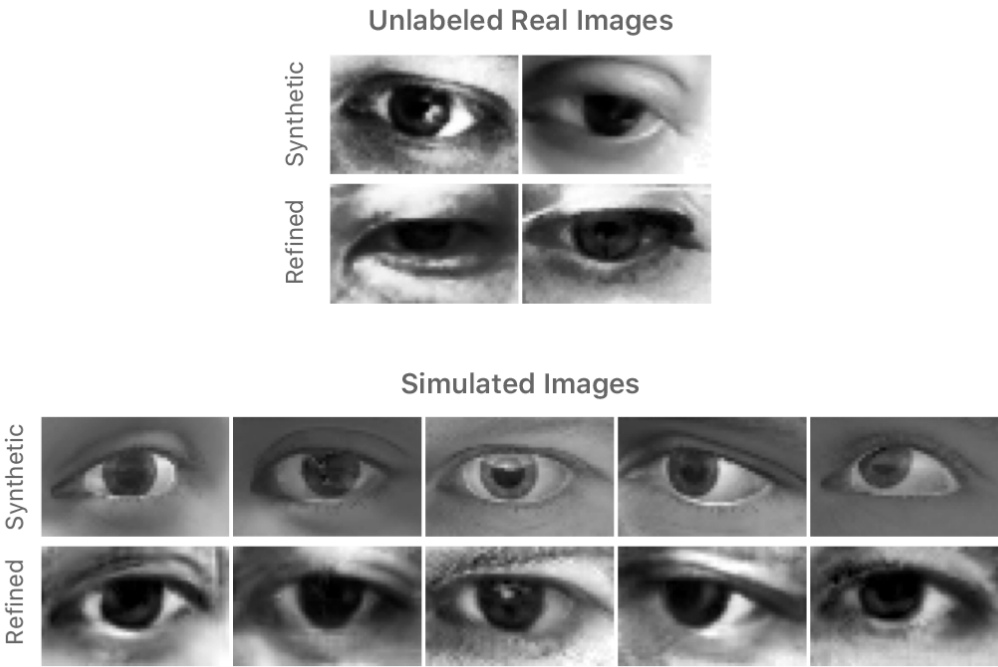 Unlabeled Real Images
Synthetic
Refined
Simulated Images
Synthetic
Refined